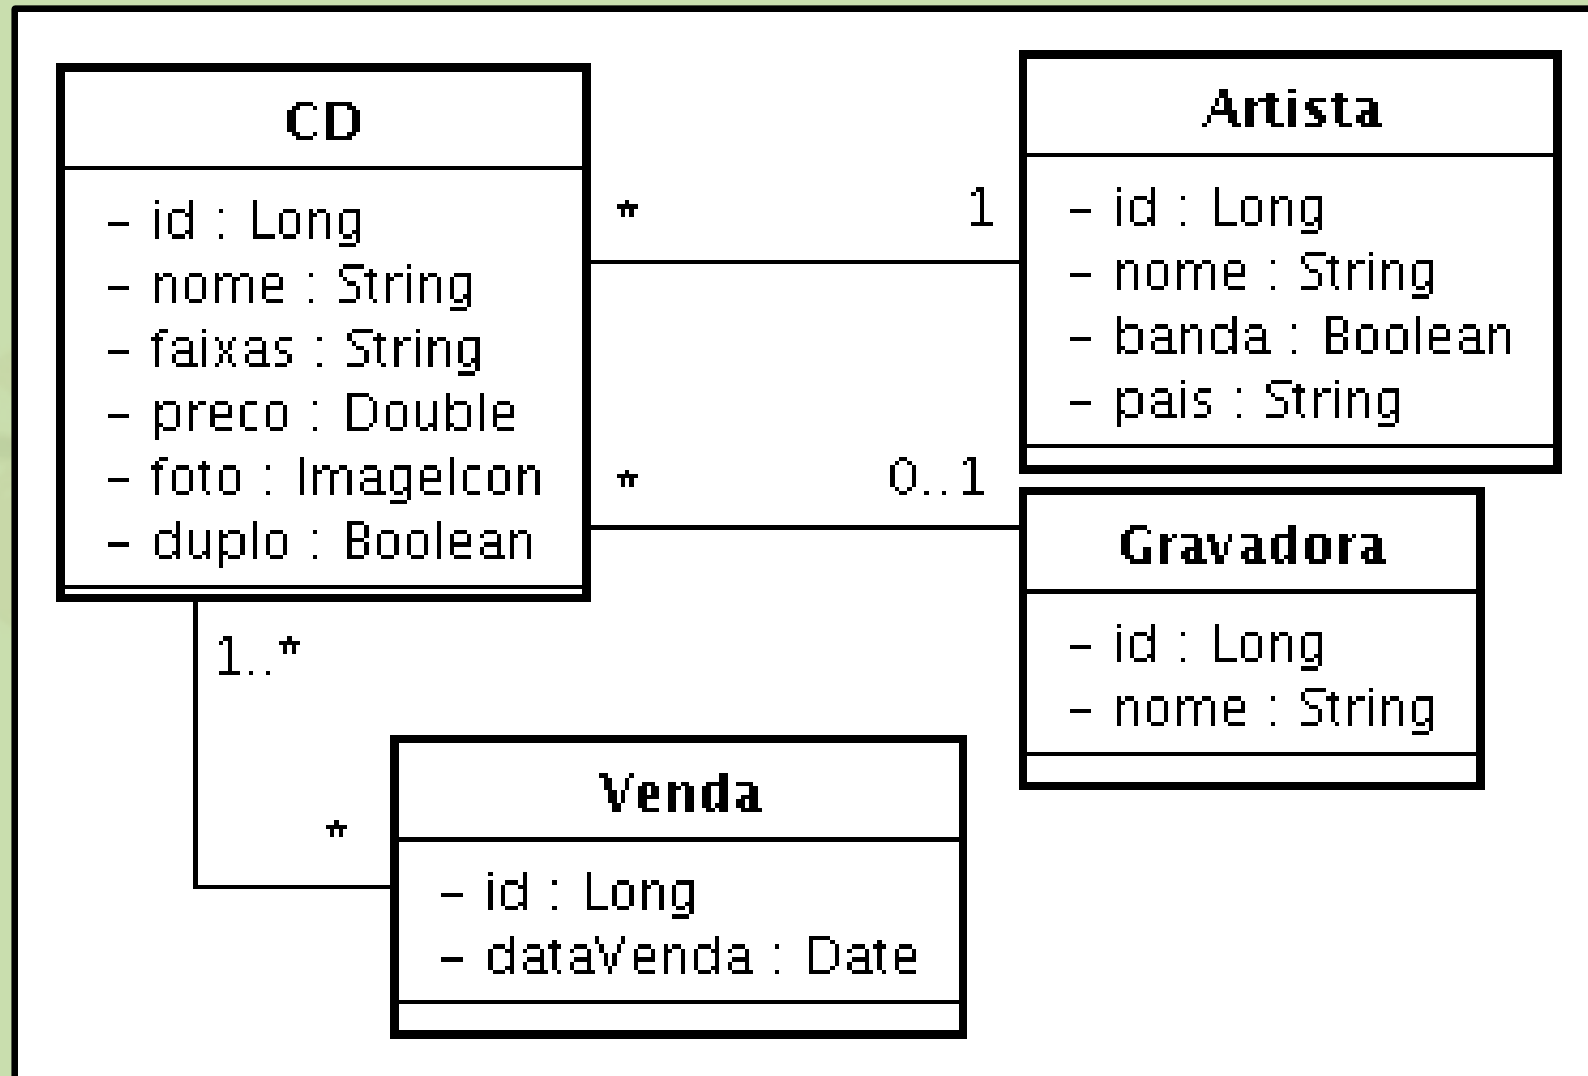 CD
- id : Long
- nome : String
- faixas : String
- preco : Double
- foto : ImageIcon
- duplo : Boolean
* 1
Artista
- id : Long
- nome : String
- banda : Boolean
- pais : String
* 0..1
Gravadora
- id : Long
- nome : String
1..*
*
Venda
- id : Long
- dataVenda : Date